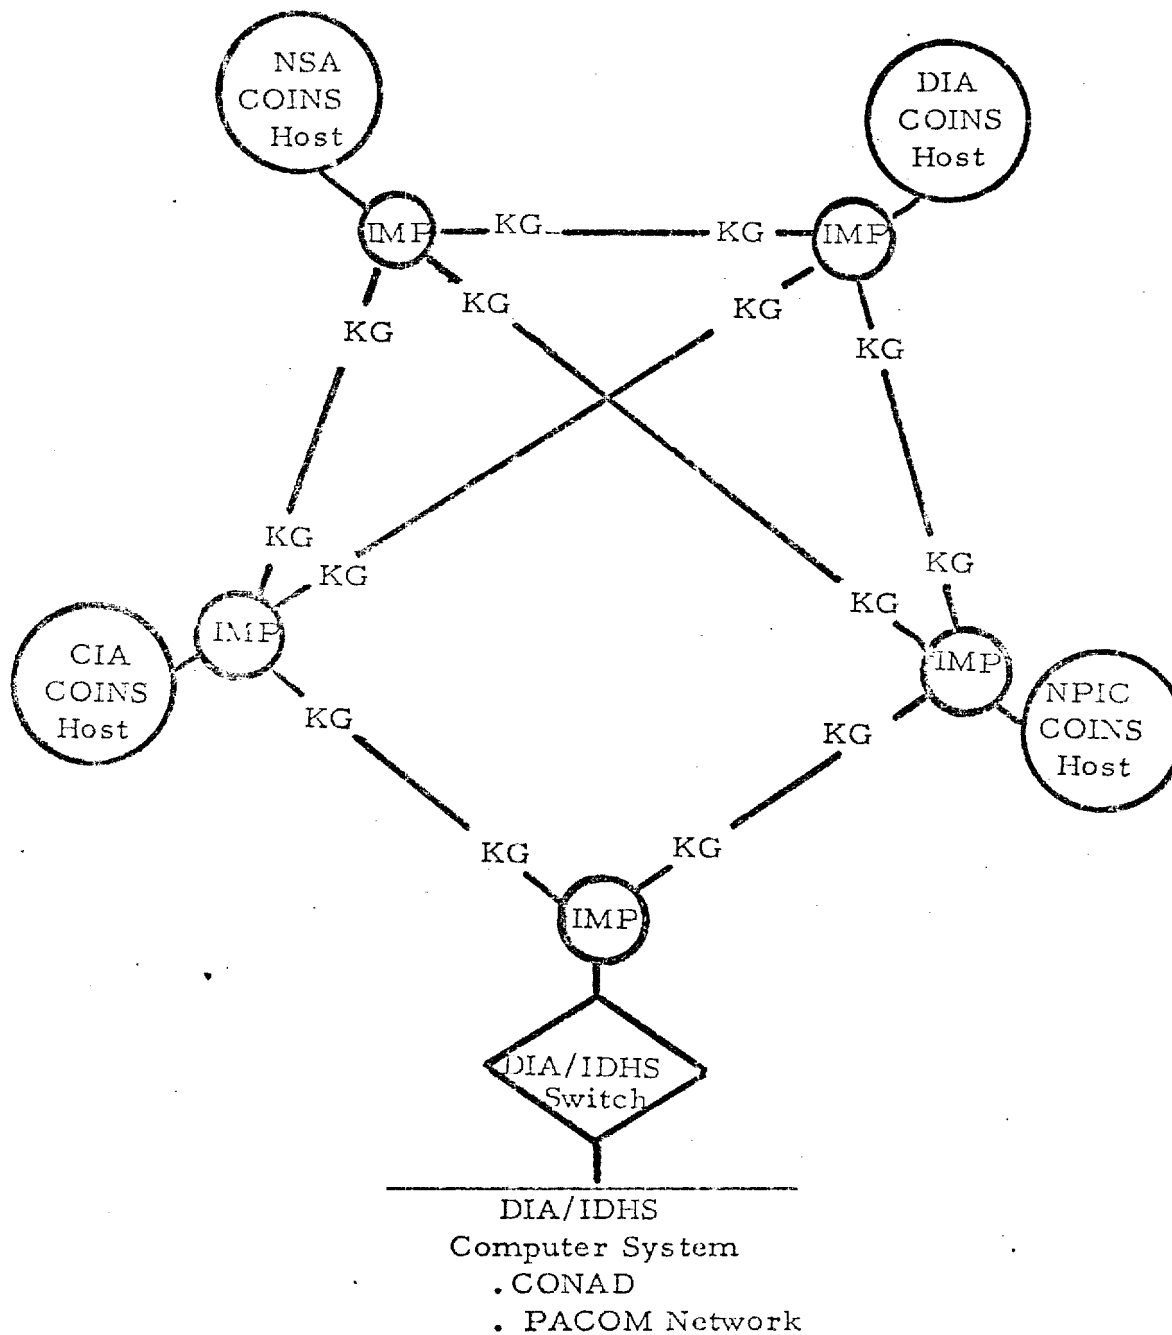 NSA
COINS
Host
DIA
COINS
Host
IMP
KG
KG
IMP
KG
KG
KG
KG
KG
KG
KG
KG
IMP
CIA
COINS
Host
IMP
NPIC
COINS
Host
KG
KG
KG
KG
IMP
DIA/IDHS
Switch
DIA/IDHS
Computer System
. CONAD
. PACOM Network